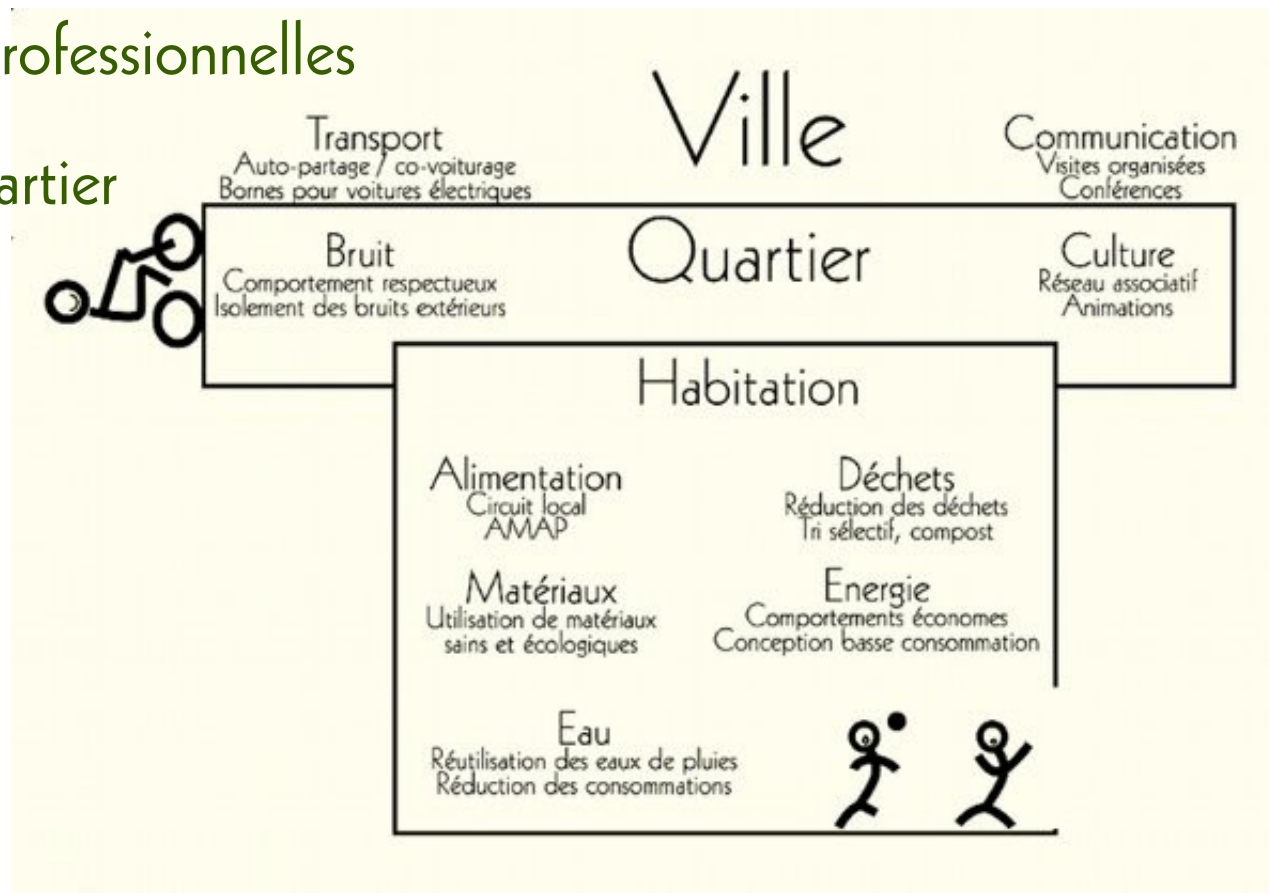 rofessionnelles
artier
Ville
Transport
Auto-partage / co-voiturage
Bornes pour voitures électriques
Communication
Visites organisées
Conférences
Quartier
Bruit
Comportement respectueux
Isolement des bruits extérieurs
Culture
Réseau associatif
Animations
Habitation
Alimentation
Circuit local
AMAP
Déchets
Réduction des déchets
Tri sélectif, compost
Matériaux
Utilisation de matériaux
sains et écologiques
Energie
Comportements économes
Conception basse consommation
Eau
Réutilisation des eaux de pluies
Réduction des consommations